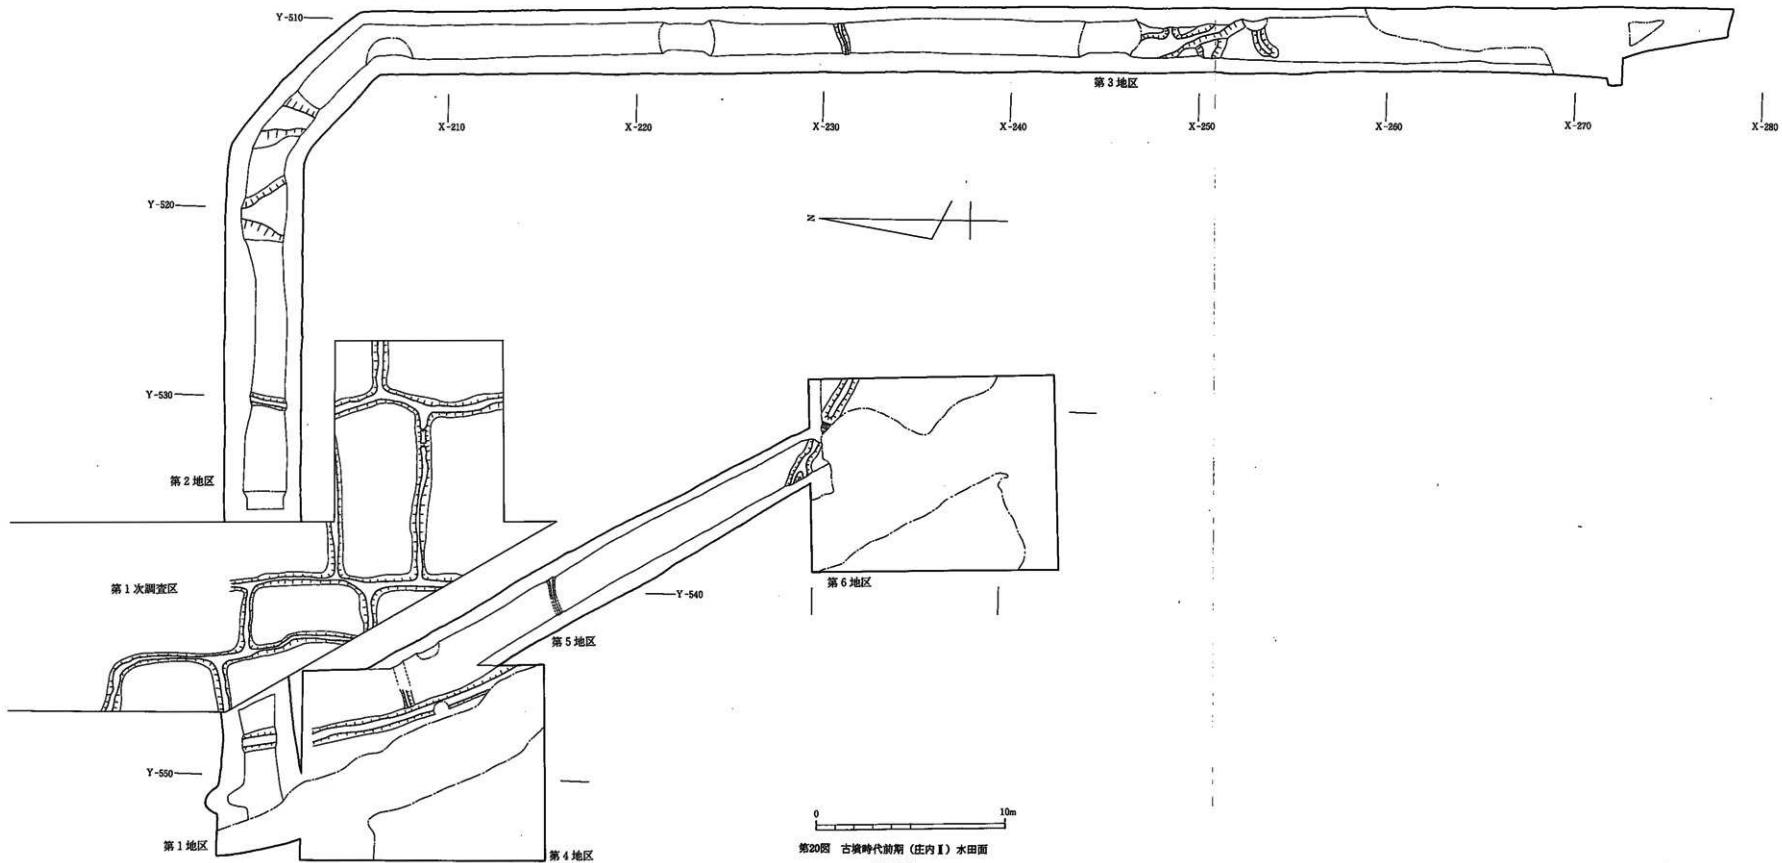 Y-510
第3地区
X-210
X-220
X-230
X-240
X-250
X-260
X-270
X-280
Y-520
N
Y-530
第2地区
第1次調査区
第6地区
Y-540
第5地区
Y-550
第1地区
第4地区
0 10m
第20図 古墳時代前期(庄内Ⅱ)水田面